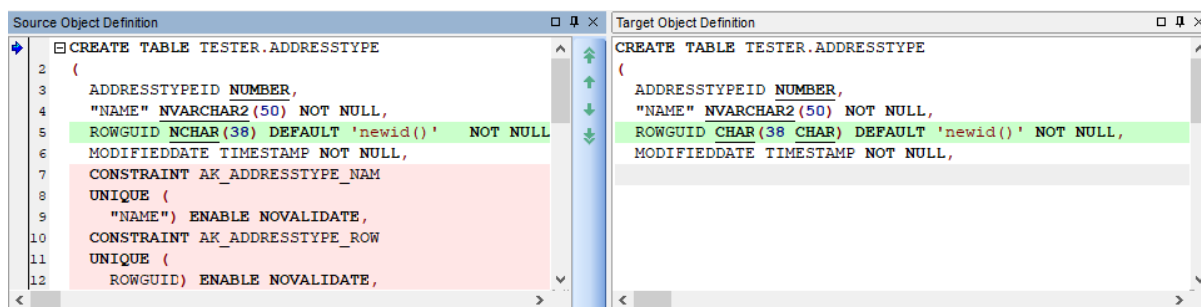 Source Object Definition
CREATE TABLE TESTER.ADDRESSTYPE
2 (
3 ADDRESSTYPEID NUMBER,
4 "NAME" NVARCHAR2(50) NOT NULL,
5 ROWGUID NCHAR(38) DEFAULT 'newid()' NOT NULL
6 MODIFIEDDATE TIMESTAMP NOT NULL,
7 CONSTRAINT AK_ADDRESSTYPE_NAM
8 UNIQUE (
9 "NAME") ENABLE NOVALIDATE,
10 CONSTRAINT AK_ADDRESSTYPE_ROW
11 UNIQUE (
12 ROWGUID) ENABLE NOVALIDATE,
Target Object Definition
CREATE TABLE TESTER.ADDRESSTYPE
(
ADDRESSTYPEID NUMBER,
"NAME" NVARCHAR2(50) NOT NULL,
ROWGUID CHAR(38 CHAR) DEFAULT 'newid()' NOT NULL,
MODIFIEDDATE TIMESTAMP NOT NULL,